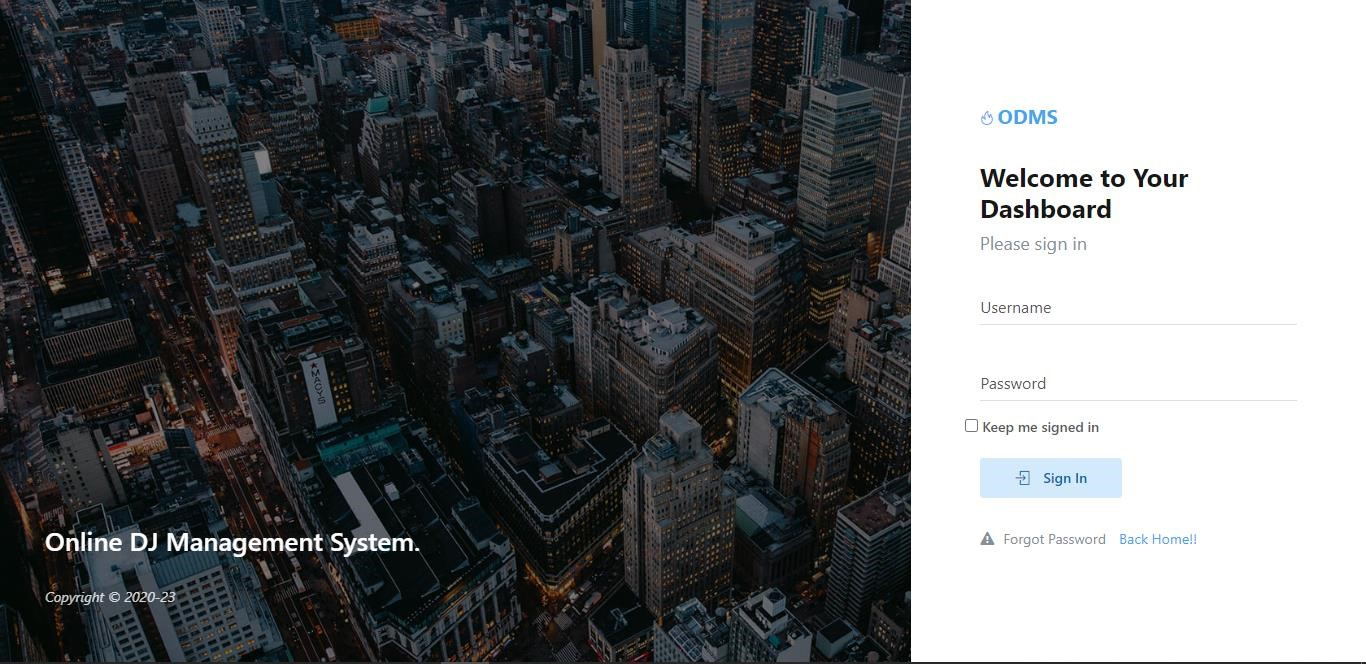 ODMS
Welcome to Your
Dashboard
Please sign in
Username
Password
Keep me signed in
Sign In
Forgot Password Back Home!!
★MACYS
Online DJ Management System.
Copyright © 2020-23